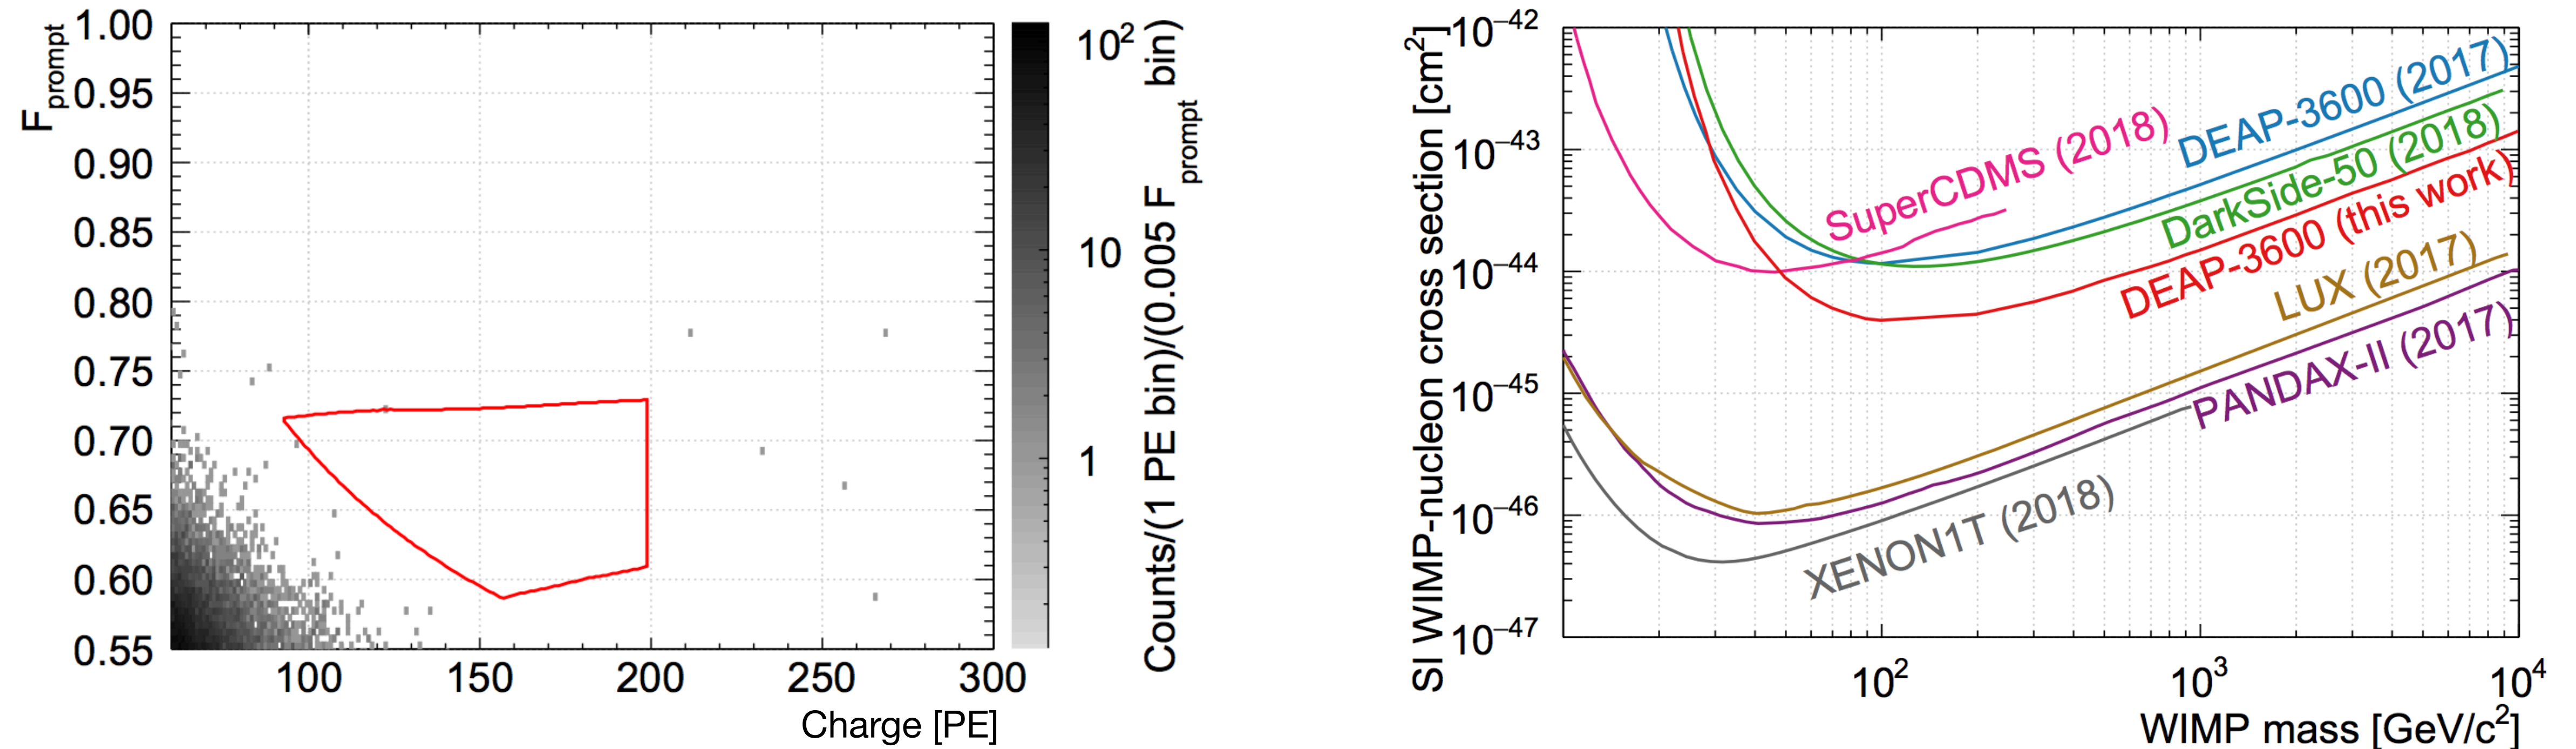 F_prompt
1.00
0.95
0.90
0.85
0.80
0.75
0.70
0.65
0.60
0.55
100 150 200 250 300
Charge [PE]
10²
10
1
Counts/(1 PE bin)/(0.005 F_prompt bin)
SI WIMP-nucleon cross section [cm²]
10⁻⁴²
10⁻⁴³
10⁻⁴⁴
10⁻⁴⁵
10⁻⁴⁶
10⁻⁴⁷
DEAP-3600 (2017)
SuperCDMS (2018)
DarkSide-50 (2018)
DEAP-3600 (this work)
LUX (2017)
PANDAX-II (2017)
XENON1T (2018)
10² 10³ 10⁴
WIMP mass [GeV/c²]